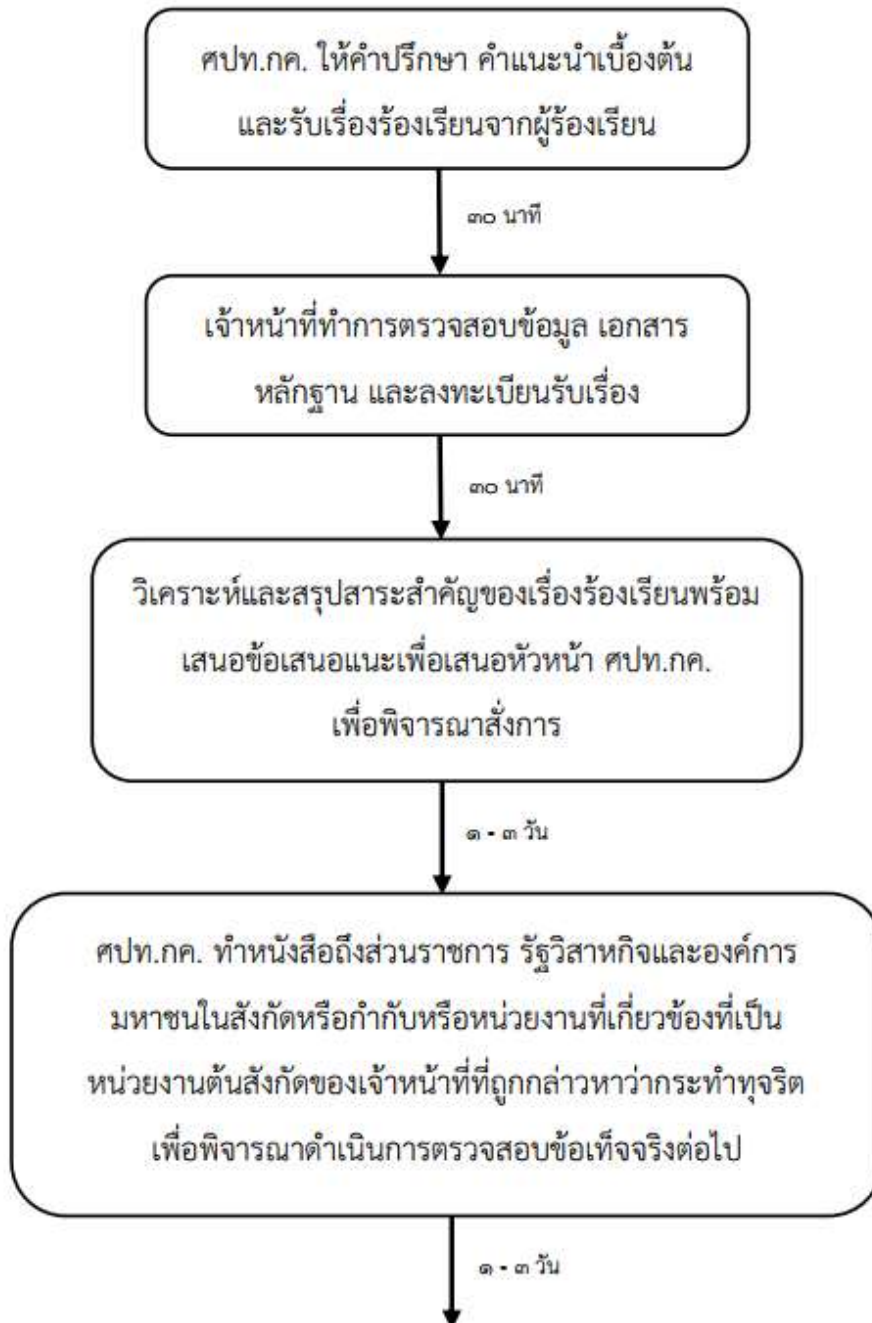 ศปท.กค. ให้คำปรึกษา คำแนะนำเบื้องต้น
และรับเรื่องร้องเรียนจากผู้ร้องเรียน
๓๐ นาที
เจ้าหน้าที่ทำการตรวจสอบข้อมูล เอกสาร
หลักฐาน และลงทะเบียนรับเรื่อง
๓๐ นาที
วิเคราะห์และสรุปสาระสำคัญของเรื่องร้องเรียนพร้อม
เสนอข้อเสนอแนะเพื่อเสนอหัวหน้า ศปท.กค.
เพื่อพิจารณาสั่งการ
๑ - ๓ วัน
ศปท.กค. ทำหนังสือถึงส่วนราชการ รัฐวิสาหกิจและองค์การ
มหาชนในสังกัดหรือกำกับหรือหน่วยงานที่เกี่ยวข้องที่เป็น
หน่วยงานต้นสังกัดของเจ้าหน้าที่ที่ถูกกล่าวหาว่ากระทำทุจริต
เพื่อพิจารณาดำเนินการตรวจสอบข้อเท็จจริงต่อไป
๑ - ๓ วัน